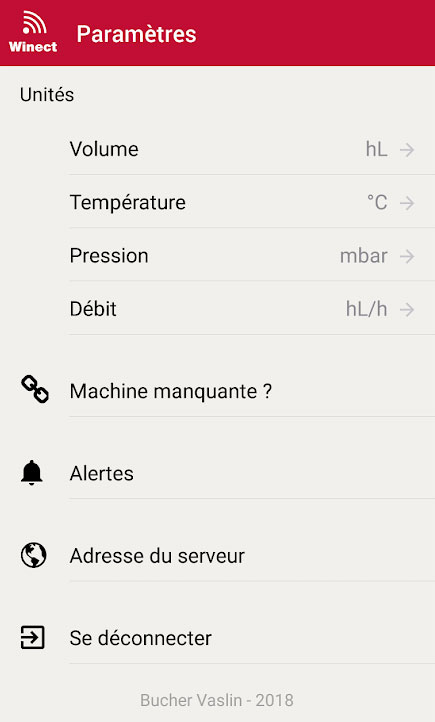 Winect
Paramètres
Unités
Volume hL
Température °C
Pression mbar
Débit hL/h
Machine manquante ?
Alertes
Adresse du serveur
Se déconnecter
Bucher Vaslin - 2018